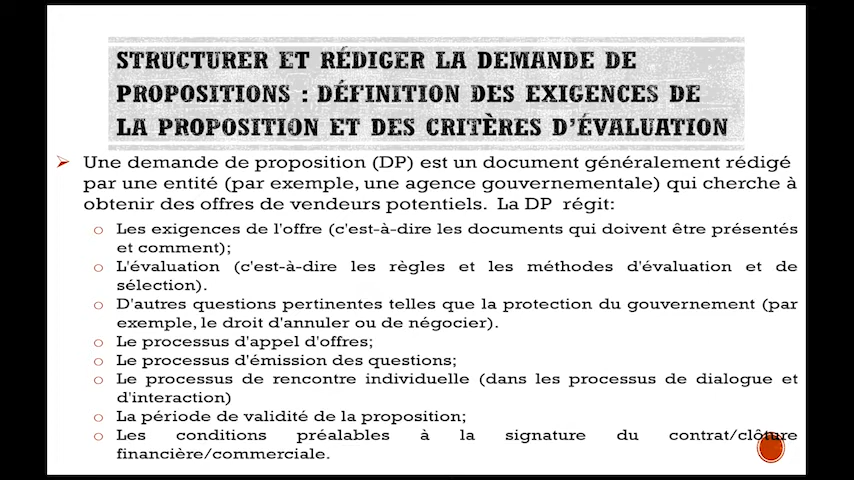 STRUCTURER ET RÉDIGER LA DEMANDE DE
PROPOSITIONS : DÉFINITION DES EXIGENCES DE
LA PROPOSITION ET DES CRITÈRES D'ÉVALUATION
Une demande de proposition (DP) est un document généralement rédigé
par une entité (par exemple, une agence gouvernementale) qui cherche à
obtenir des offres de vendeurs potentiels. La DP régit:
Les exigences de l'offre (c'est-à-dire les documents qui doivent être présentés
et comment);
L'évaluation (c'est-à-dire les règles et les méthodes d'évaluation et de
sélection).
D'autres questions pertinentes telles que la protection du gouvernement (par
exemple, le droit d'annuler ou de négocier).
Le processus d'appel d'offres;
Le processus d'émission des questions;
Le processus de rencontre individuelle (dans les processus de dialogue et
d'interaction)
La période de validité de la proposition;
Les conditions préalables à la signature du contrat/clôture
financière/commerciale.